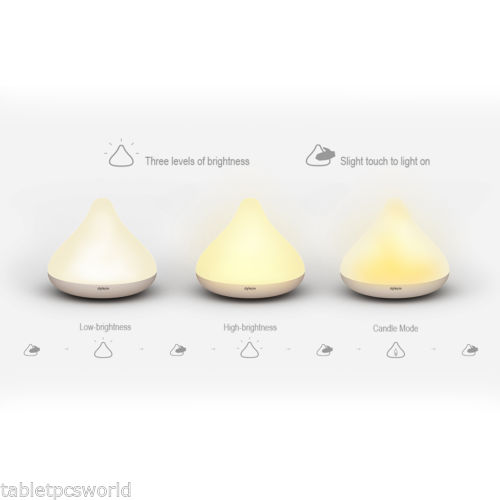 Three levels of brightness
Slight touch to light on
Low-brightness
High-brightness
Candle Mode
tabletpcsworld